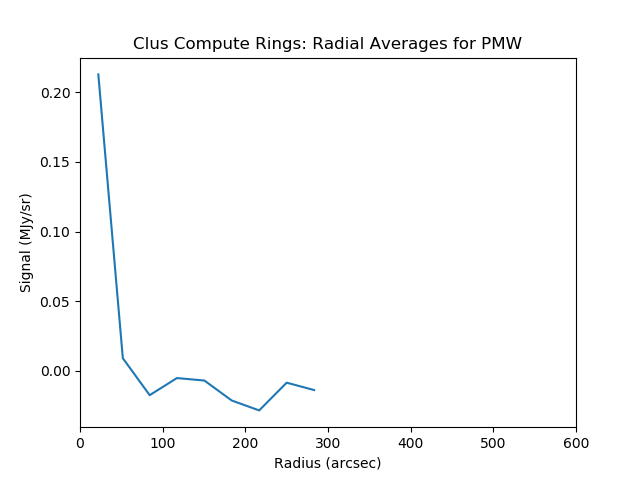 Clus Compute Rings: Radial Averages for PMW
Signal (MJy/sr)
0.20
0.15
0.10
0.05
0.00
0 100 200 300 400 500 600
Radius (arcsec)